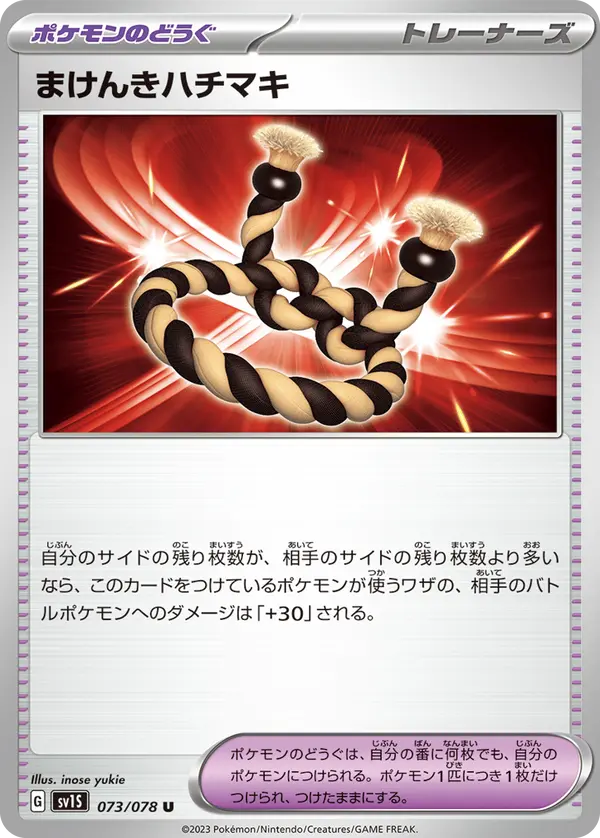 ポケモンのどうぐ
トレーナーズ
まけんきハチマキ
自分のサイドの残り枚数が、相手のサイドの残り枚数より多い
なら、このカードをつけているポケモンが使うワザの、相手のバト
ルポケモンへのダメージは「+30」される。
ポケモンのどうぐは、自分の番に何枚でも、自分の
ポケモンにつけられる。ポケモン1匹につき1枚だけ
つけられ、つけたままにする。
Illus. inose yukie
G sv1S 073/078 U
©2023 Pokémon/Nintendo/Creatures/GAME FREAK.